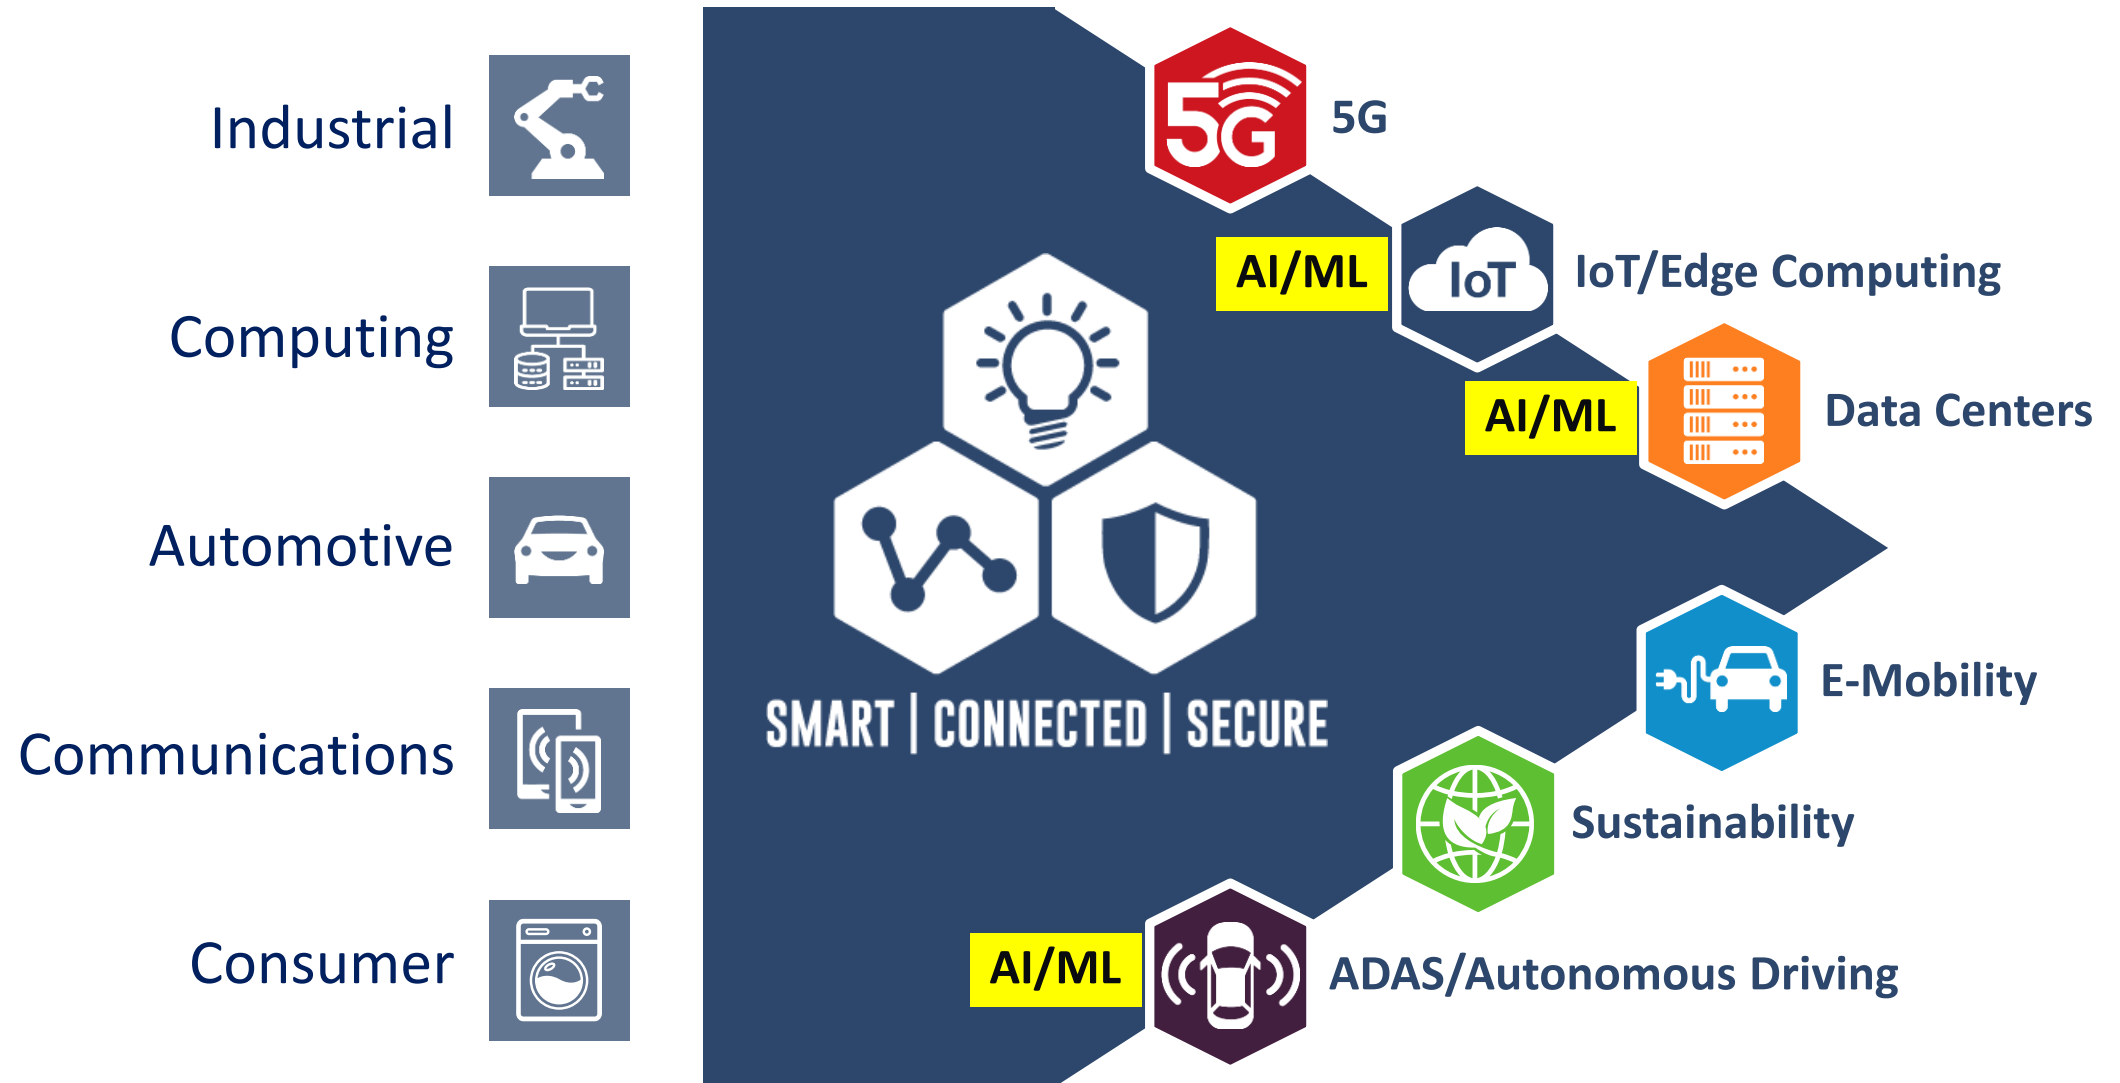 Industrial
Computing
Automotive
Communications
Consumer
SMART | CONNECTED | SECURE
5G
5G
AI/ML
IoT
IoT/Edge Computing
AI/ML
Data Centers
E-Mobility
Sustainability
AI/ML
ADAS/Autonomous Driving